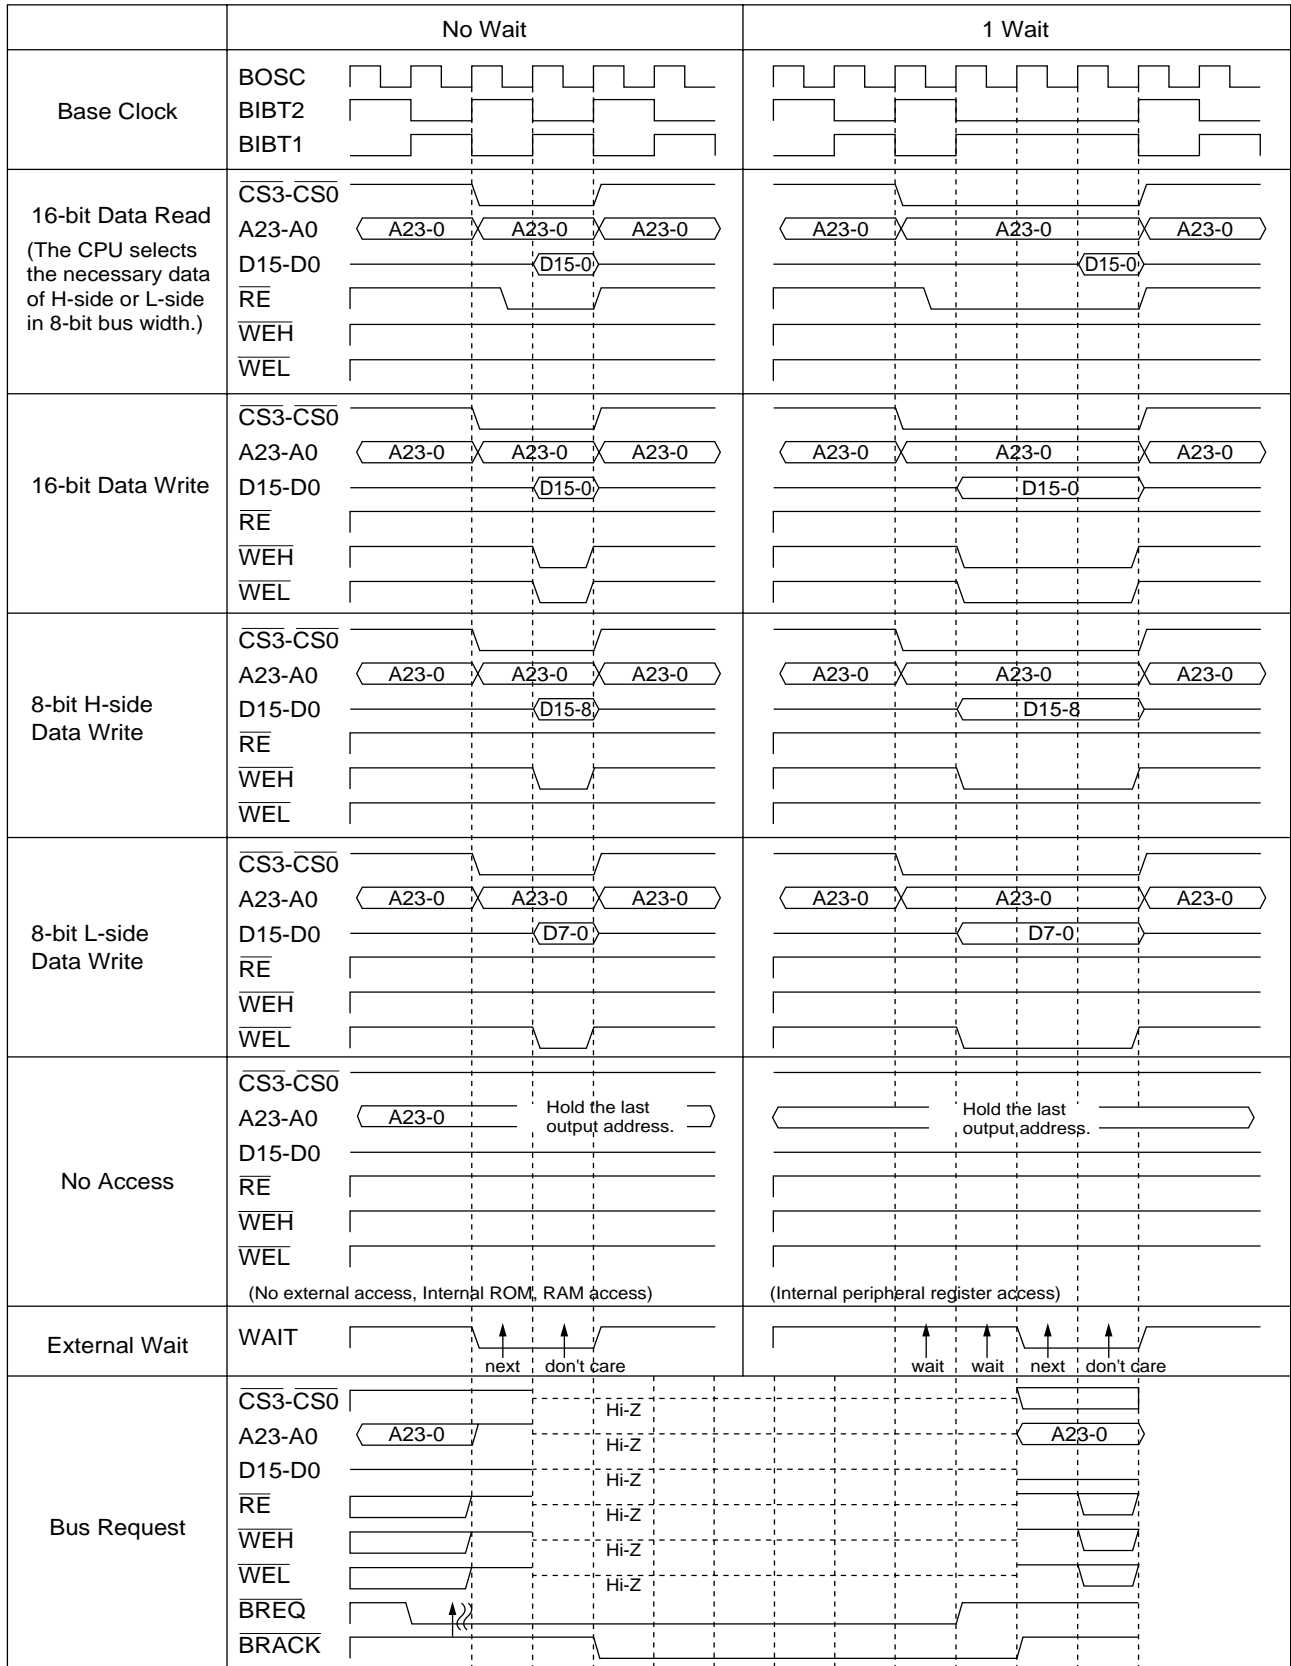 No Wait 1 Wait
Base Clock
BOSC
BIBT2
BIBT1
16-bit Data Read
(The CPU selects
the necessary data
of H-side or L-side
in 8-bit bus width.)
CS3-CS0
A23-A0 A23-0 A23-0 A23-0 A23-0 A23-0 A23-0
D15-D0 D15-0 D15-0
RE
WEH
WEL
16-bit Data Write
CS3-CS0
A23-A0 A23-0 A23-0 A23-0 A23-0 A23-0 A23-0
D15-D0 D15-0 D15-0
RE
WEH
WEL
8-bit H-side
Data Write
CS3-CS0
A23-A0 A23-0 A23-0 A23-0 A23-0 A23-0 A23-0
D15-D0 D15-8 D15-8
RE
WEH
WEL
8-bit L-side
Data Write
CS3-CS0
A23-A0 A23-0 A23-0 A23-0 A23-0 A23-0 A23-0
D15-D0 D7-0 D7-0
RE
WEH
WEL
No Access
CS3-CS0
A23-A0 A23-0 Hold the last
output address.
Hold the last
output address.
D15-D0
RE
WEH
WEL
(No external access, Internal ROM, RAM access) (Internal peripheral register access)
External Wait
WAIT
next don't care wait wait next don't care
Bus Request
CS3-CS0 Hi-Z
A23-A0 A23-0 Hi-Z A23-0
D15-D0 Hi-Z
RE Hi-Z
WEH Hi-Z
WEL Hi-Z
BREQ
BRACK